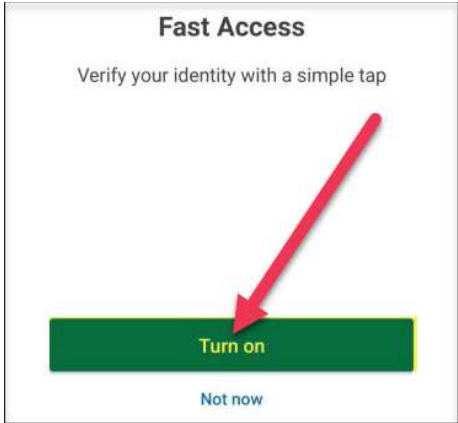 Fast Access
Verify your identity with a simple tap
Turn on
Not now